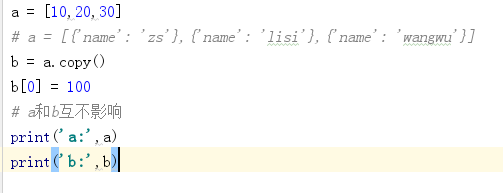 a = [10,20,30]
# a = [{'name': 'zs'},{'name': 'lisi'},{'name': 'wangwu'}]
b = a.copy()
b[0] = 100
# a和b互不影响
print('a:',a)
print('b:',b)